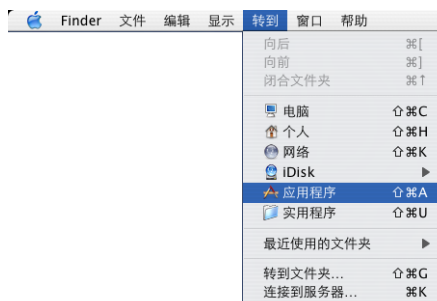 Finder 文件 编辑 显示 转到 窗口 帮助
向后 ⌘[
向前 ⌘]
闭合文件夹 ⌘↑
电脑 ⇧⌘C
个人 ⇧⌘H
网络 ⇧⌘K
iDisk ▶
应用程序 ⇧⌘A
实用程序 ⇧⌘U
最近使用的文件夹 ▶
转到文件夹... ⇧⌘G
连接到服务器... ⌘K